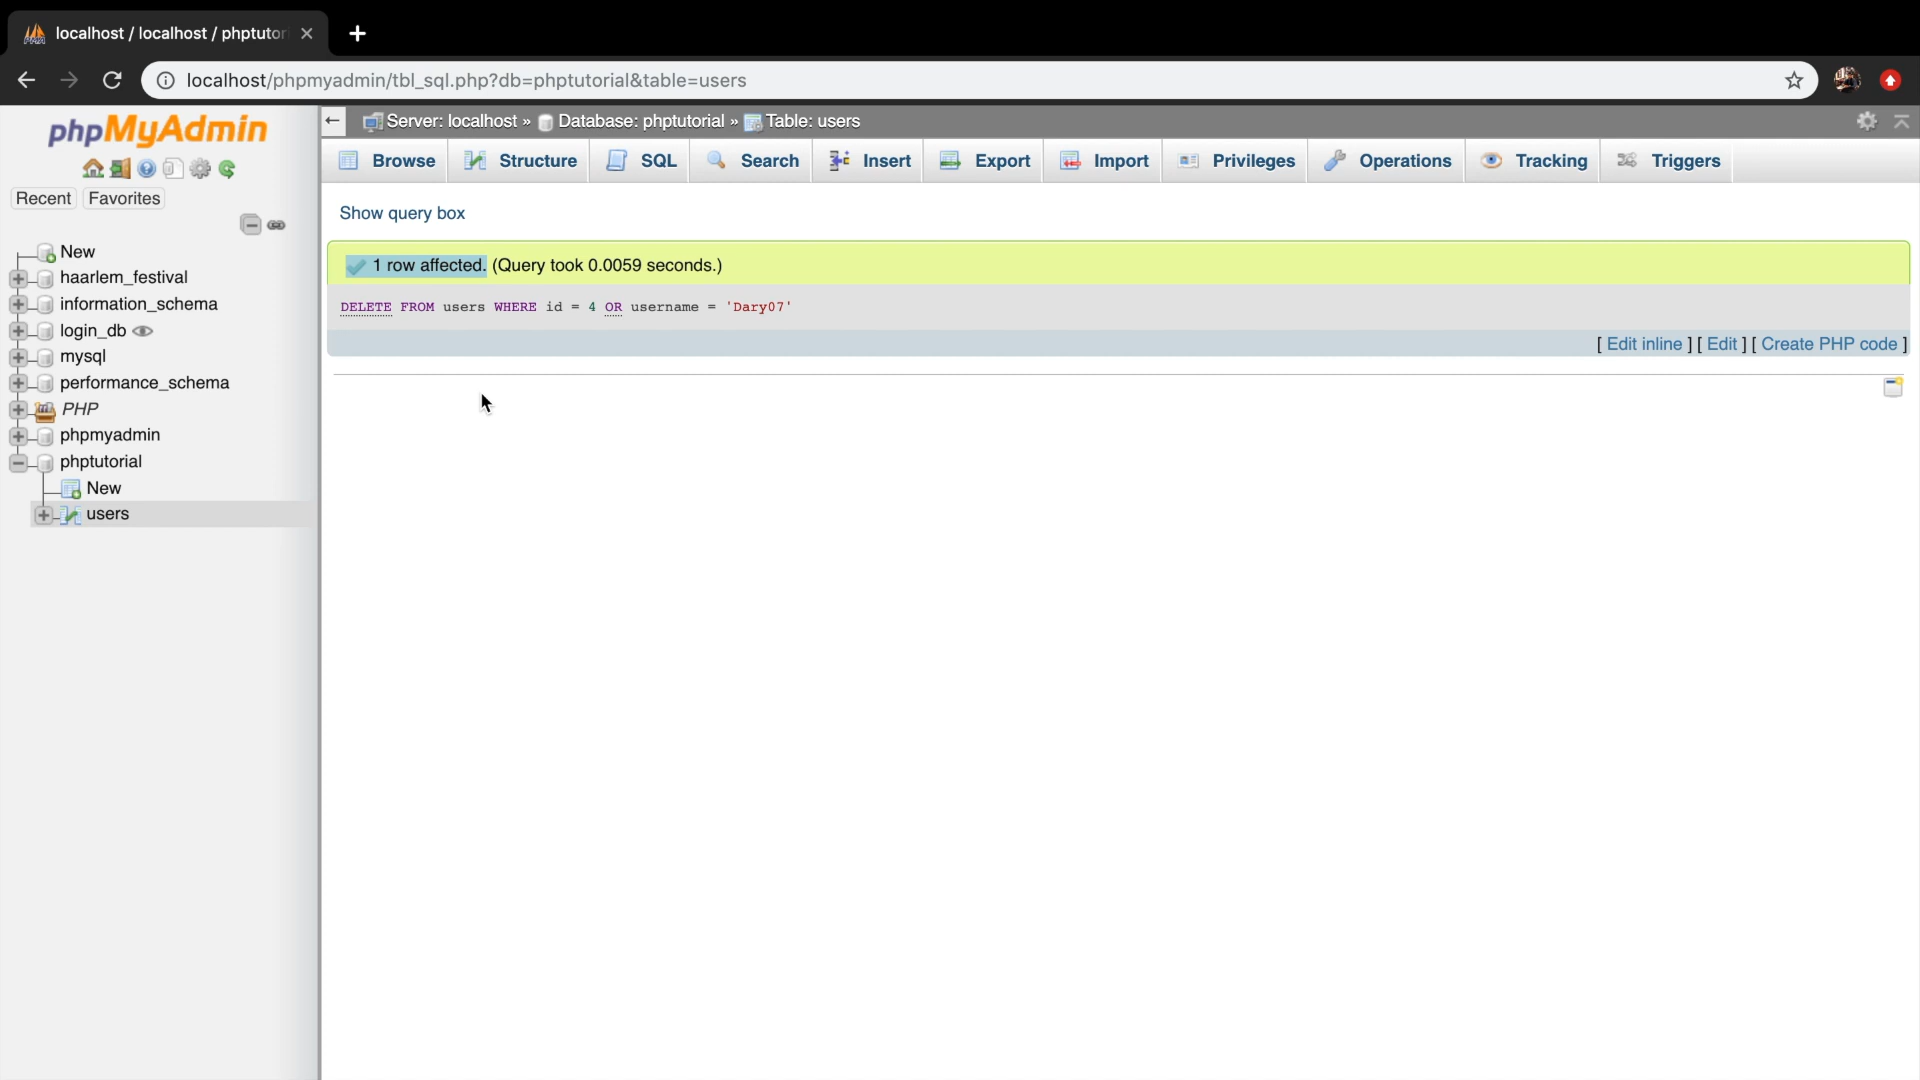 localhost / localhost / phptutor
localhost/phpmyadmin/tbl_sql.php?db=phptutorial&table=users
phpMyAdmin
Recent Favorites
New
haarlem_festival
information_schema
login_db
mysql
performance_schema
PHP
phpmyadmin
phptutorial
New
users
Server: localhost » Database: phptutorial » Table: users
Browse Structure SQL Search Insert Export Import Privileges Operations Tracking Triggers
Show query box
1 row affected. (Query took 0.0059 seconds.)
DELETE FROM users WHERE id = 4 OR username = 'Dary07'
[ Edit inline ] [ Edit ] [ Create PHP code ]